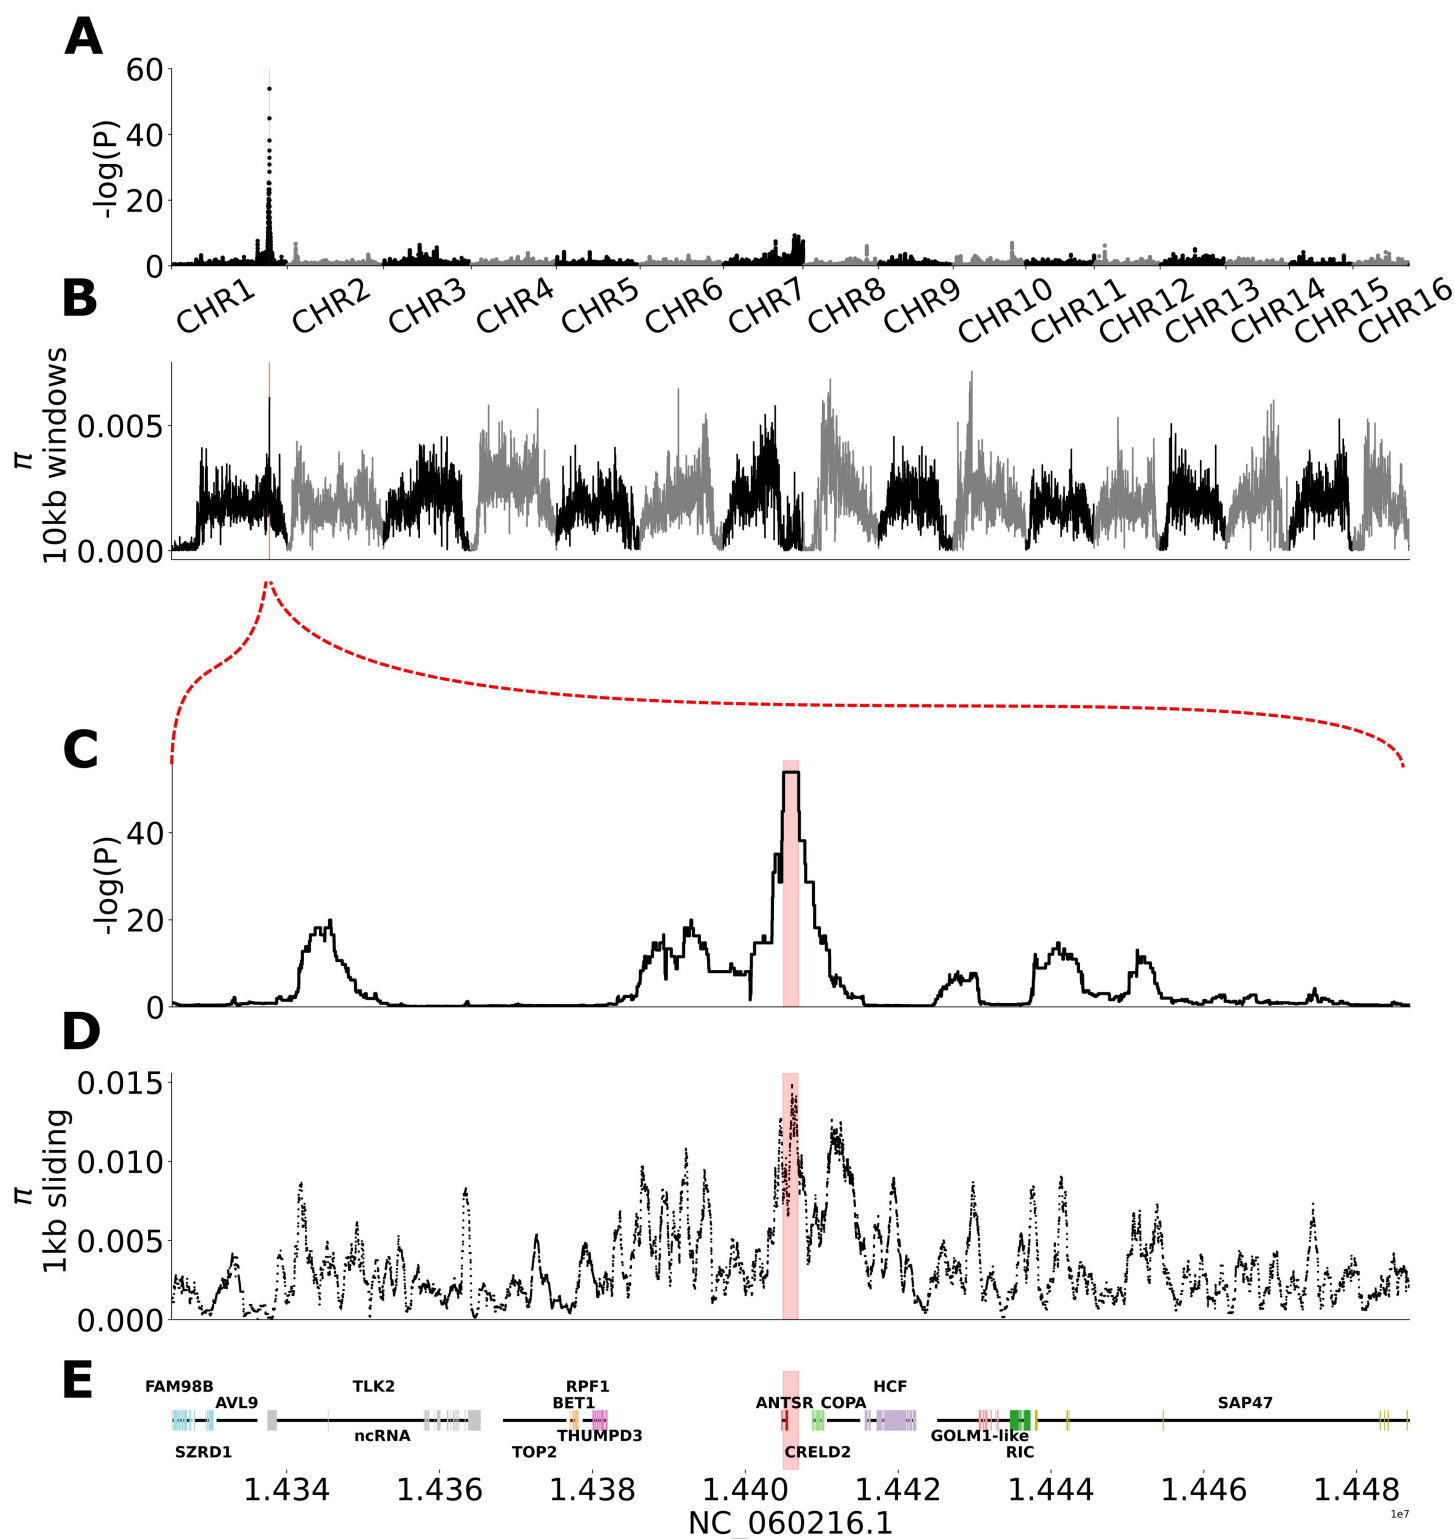 A
60
40
20
0
-log(P)
CHR1 CHR2 CHR3 CHR4 CHR5 CHR6 CHR7 CHR8 CHR9 CHR10 CHR11 CHR12 CHR13 CHR14 CHR15 CHR16
B
0.005
0.000
π
10kb windows
C
40
20
0
-log(P)
D
0.015
0.010
0.005
0.000
π
1kb sliding
E
FAM98B TLK2 RPF1 HCF
AVL9 BET1 ANTSR COPA SAP47
ncRNA THUMPD3 GOLM1-like
SZRD1 TOP2 CRELD2 RIC
1.434 1.436 1.438 1.440 1.442 1.444 1.446 1.448
1e7
NC_060216.1